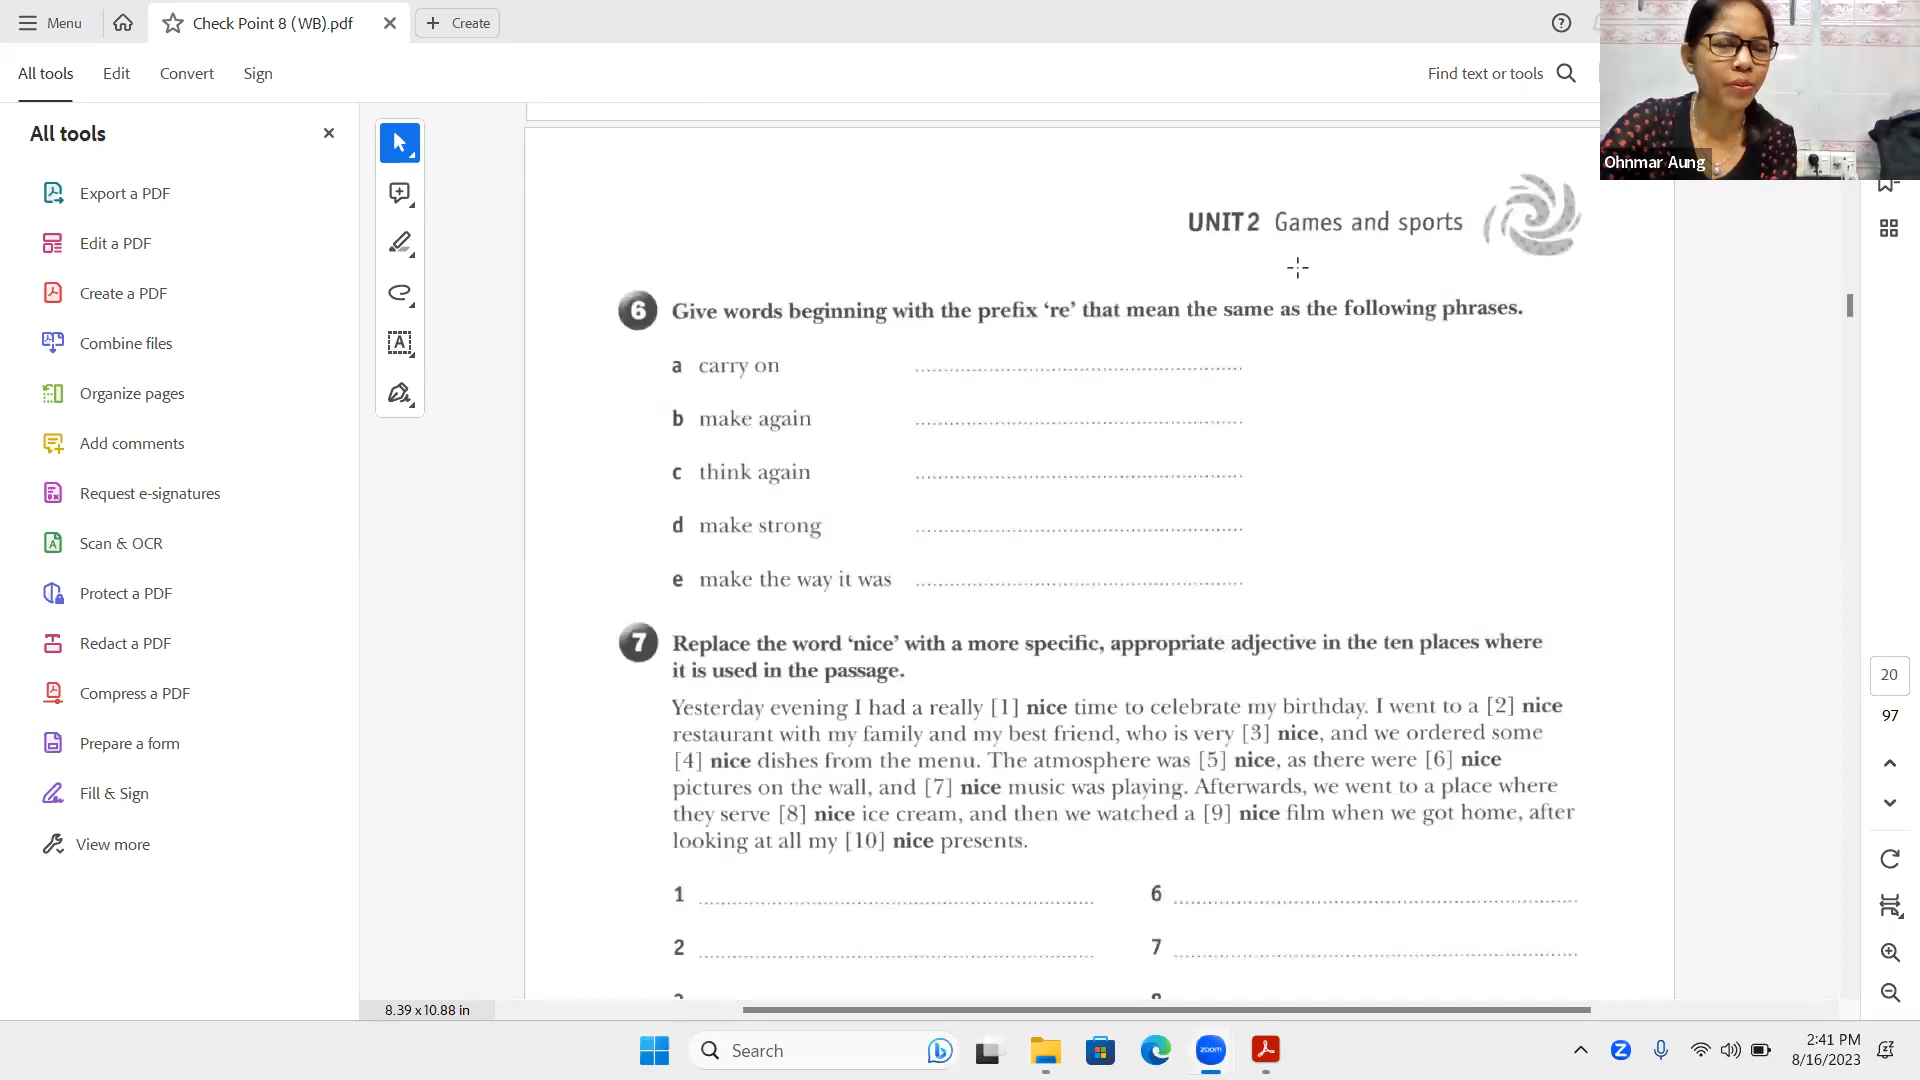 Menu
Check Point 8 (WB).pdf
Create
All tools
Edit
Convert
Sign
Find text or tools
All tools
Export a PDF
Edit a PDF
Create a PDF
Combine files
Organize pages
Add comments
Request e-signatures
Scan & OCR
Protect a PDF
Redact a PDF
Compress a PDF
Prepare a form
Fill & Sign
View more
Ohnmar Aung
UNIT 2 Games and sports
6 Give words beginning with the prefix ‘re’ that mean the same as the following phrases.
a carry on
b make again
c think again
d make strong
e make the way it was
7 Replace the word ‘nice’ with a more specific, appropriate adjective in the ten places where
it is used in the passage.
Yesterday evening I had a really [1] nice time to celebrate my birthday. I went to a [2] nice
restaurant with my family and my best friend, who is very [3] nice, and we ordered some
[4] nice dishes from the menu. The atmosphere was [5] nice, as there were [6] nice
pictures on the wall, and [7] nice music was playing. Afterwards, we went to a place where
they serve [8] nice ice cream, and then we watched a [9] nice film when we got home, after
looking at all my [10] nice presents.
1
6
2
7
20
97
8.39 x 10.88 in
Search
zoom
2:41 PM
8/16/2023